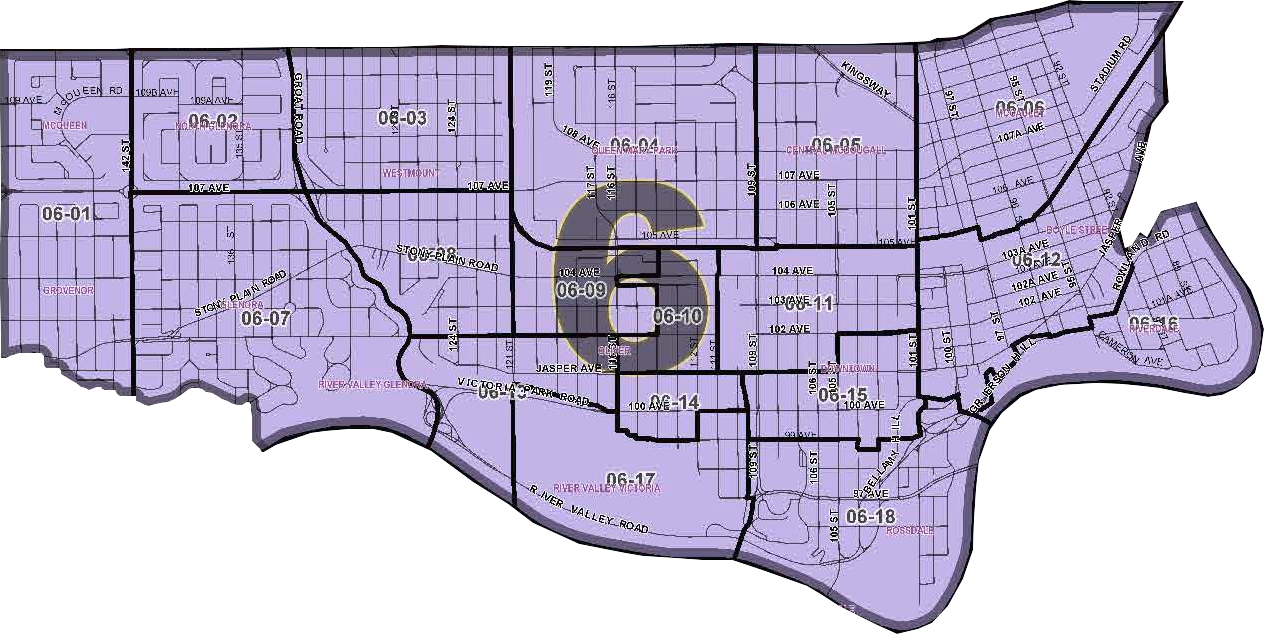 109 AVE
McQUEEN RD
MCQUEEN
142 ST
06-01
GROVENOR
109B AVE
109A AVE
06-02
NORTH GLENORA
135 ST
GROAT ROAD
107 AVE
06-03
124 ST
WESTMOUNT
107 AVE
119 ST
116 ST
108 AVE
06-04
QUEEN MARY PARK
117 ST
116 ST
109 ST
105 AVE
KINGSWAY
06-05
CENTRAL MCDOUGALL
107 AVE
106 AVE
105 ST
101 ST
105 AVE
97 ST
95 ST
92 ST
STADIUM RD
06-06
MCCAULEY
107A AVE
106 AVE
STONY PLAIN ROAD
GLENORA
06-07
RIVER VALLEY GLENORA
STONY PLAIN ROAD
06-08
124 ST
121 ST
6
104 AVE
06-09
06-10
OLIVER
JASPER AVE
104 AVE
103 AVE
06-11
102 AVE
109 ST
101 ST
100 ST
BOYLE STREET
103A AVE
06-12
102A AVE
102 AVE
JASPER
AVE
ROWLAND RD
101A AVE
06-16
RIVERDALE
CAMERON AVE
97 ST
GRIERSON HILL
VICTORIA PARK ROAD
06-13
100 AVE
06-14
106 ST
105 ST
DOWNTOWN
06-15
100 AVE
99 AVE
BELLAMY HILL
06-17
RIVER VALLEY VICTORIA
RIVER VALLEY ROAD
109 ST
106 ST
97 AVE
105 ST
06-18
ROSSDALE